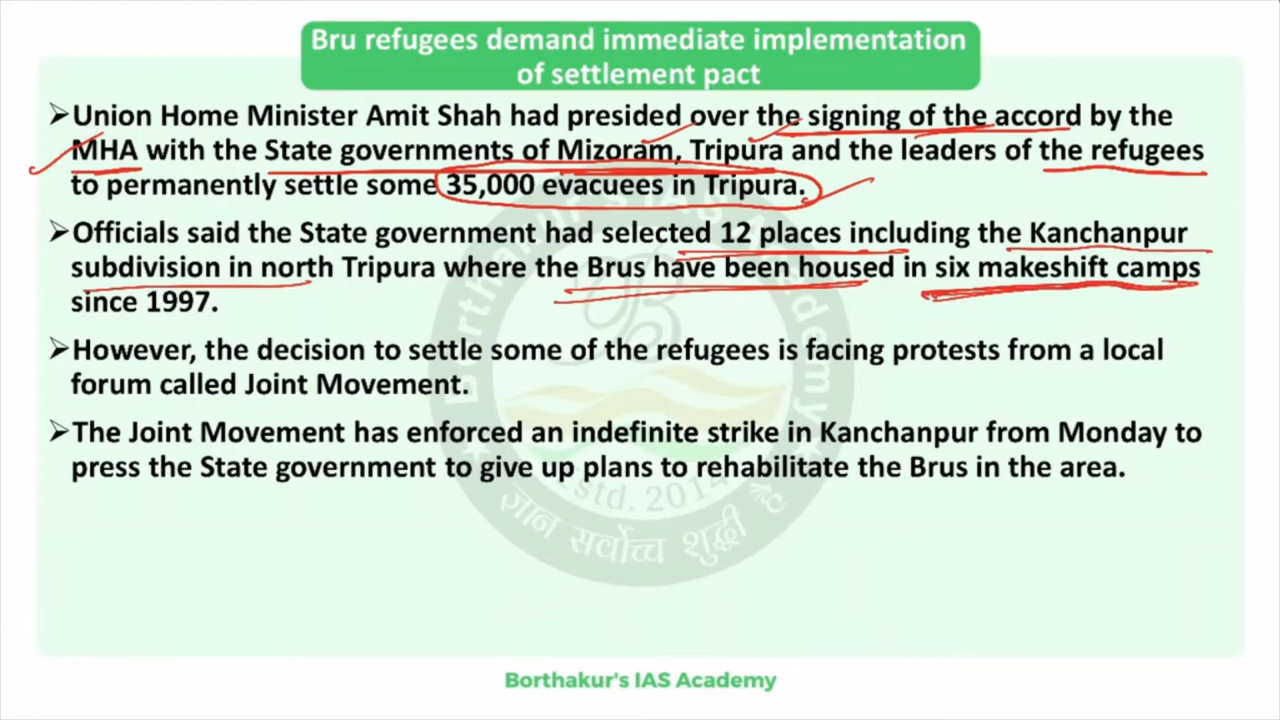 Bru refugees demand immediate implementation
of settlement pact
➢Union Home Minister Amit Shah had presided over the signing of the accord by the
MHA with the State governments of Mizoram, Tripura and the leaders of the refugees
to permanently settle some 35,000 evacuees in Tripura.
➢Officials said the State government had selected 12 places including the Kanchanpur
subdivision in north Tripura where the Brus have been housed in six makeshift camps
since 1997.
➢However, the decision to settle some of the refugees is facing protests from a local
forum called Joint Movement.
➢The Joint Movement has enforced an indefinite strike in Kanchanpur from Monday to
press the State government to give up plans to rehabilitate the Brus in the area.
Borthakur's IAS Academy
Estd. 2014
ज्ञान सर्वोच्च शुद्धी है
Borthakur's IAS Academy